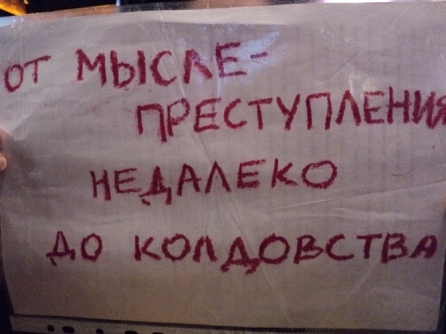 ОТ МЫСЛЕ-
ПРЕСТУПЛЕНИЯ
НЕДАЛЕКО
ДО КОЛДОВСТВА